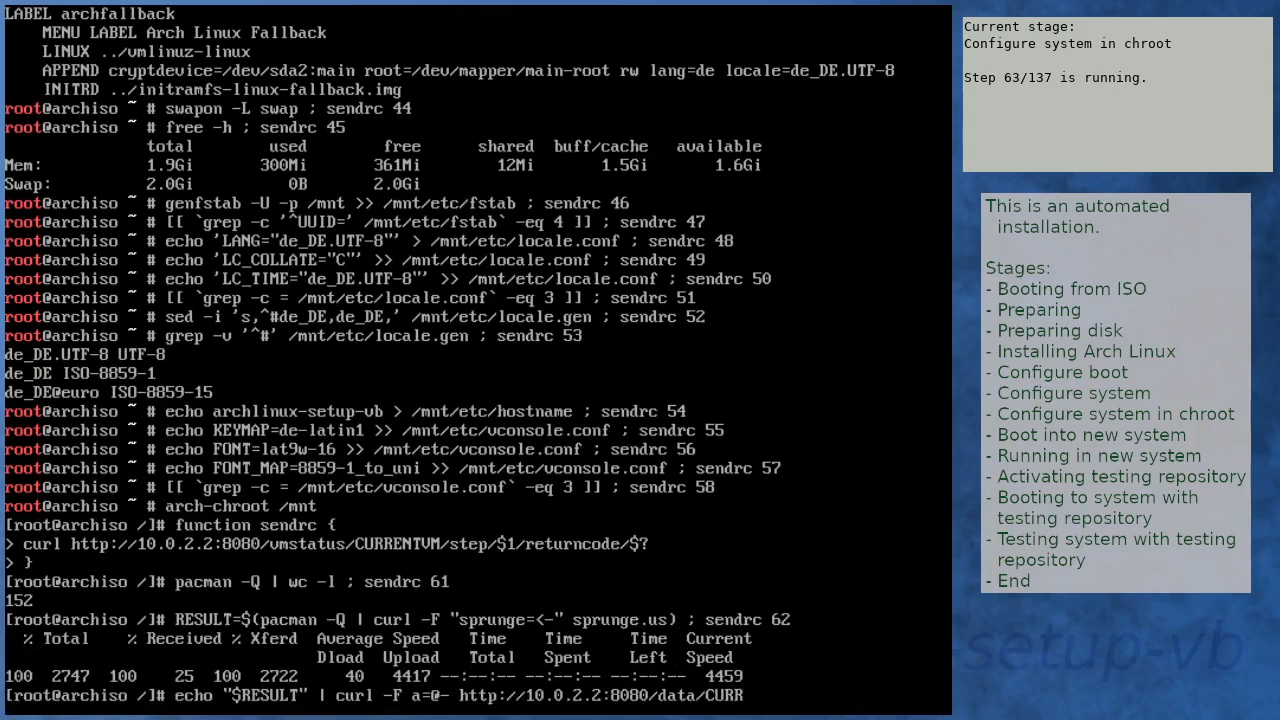 LABEL archfallback
    MENU LABEL Arch Linux Fallback
    LINUX ../vmlinuz-linux
    APPEND cryptdevice=/dev/sda2:main root=/dev/mapper/main-root rw lang=de locale=de_DE.UTF-8
    INITRD ../initramfs-linux-fallback.img
root@archiso ~ # swapon -L swap ; sendrc 44
root@archiso ~ # free -h ; sendrc 45
               total        used        free      shared  buff/cache   available
Mem:           1.9Gi       300Mi       361Mi        12Mi       1.5Gi       1.6Gi
Swap:          2.0Gi          0B       2.0Gi
root@archiso ~ # genfstab -U -p /mnt >> /mnt/etc/fstab ; sendrc 46
root@archiso ~ # [[ `grep -c '^UUID=' /mnt/etc/fstab` -eq 4 ]] ; sendrc 47
root@archiso ~ # echo 'LANG="de_DE.UTF-8"' > /mnt/etc/locale.conf ; sendrc 48
root@archiso ~ # echo 'LC_COLLATE="C"' >> /mnt/etc/locale.conf ; sendrc 49
root@archiso ~ # echo 'LC_TIME="de_DE.UTF-8"' >> /mnt/etc/locale.conf ; sendrc 50
root@archiso ~ # [[ `grep -c = /mnt/etc/locale.conf` -eq 3 ]] ; sendrc 51
root@archiso ~ # sed -i 's,^#de_DE,de_DE,' /mnt/etc/locale.gen ; sendrc 52
root@archiso ~ # grep -v '^#' /mnt/etc/locale.gen ; sendrc 53
de_DE.UTF-8 UTF-8
de_DE ISO-8859-1
de_DE@euro ISO-8859-15
root@archiso ~ # echo archlinux-setup-vb > /mnt/etc/hostname ; sendrc 54
root@archiso ~ # echo KEYMAP=de-latin1 >> /mnt/etc/vconsole.conf ; sendrc 55
root@archiso ~ # echo FONT=lat9w-16 >> /mnt/etc/vconsole.conf ; sendrc 56
root@archiso ~ # echo FONT_MAP=8859-1_to_uni >> /mnt/etc/vconsole.conf ; sendrc 57
root@archiso ~ # [[ `grep -c = /mnt/etc/vconsole.conf` -eq 3 ]] ; sendrc 58
root@archiso ~ # arch-chroot /mnt
[root@archiso /]# function sendrc {
> curl http://10.0.2.2:8080/vmstatus/CURRENTVM/step/$1/returncode/$?
> }
[root@archiso /]# pacman -Q | wc -l ; sendrc 61
152
[root@archiso /]# RESULT=$(pacman -Q | curl -F "sprunge=<-" sprunge.us) ; sendrc 62
  % Total    % Received % Xferd  Average Speed   Time    Time     Time  Current
                                 Dload  Upload   Total   Spent    Left  Speed
100  2747  100    25  100  2722     40   4417 --:--:-- --:--:-- --:--:--  4459
[root@archiso /]# echo "$RESULT" | curl -F a=@- http://10.0.2.2:8080/data/CURR
Current stage:
Configure system in chroot
Step 63/137 is running.
This is an automated
installation.
Stages:
- Booting from ISO
- Preparing
- Preparing disk
- Installing Arch Linux
- Configure boot
- Configure system
- Configure system in chroot
- Boot into new system
- Running in new system
- Activating testing repository
- Booting to system with
testing repository
- Testing system with testing
repository
- End
-setup-vb